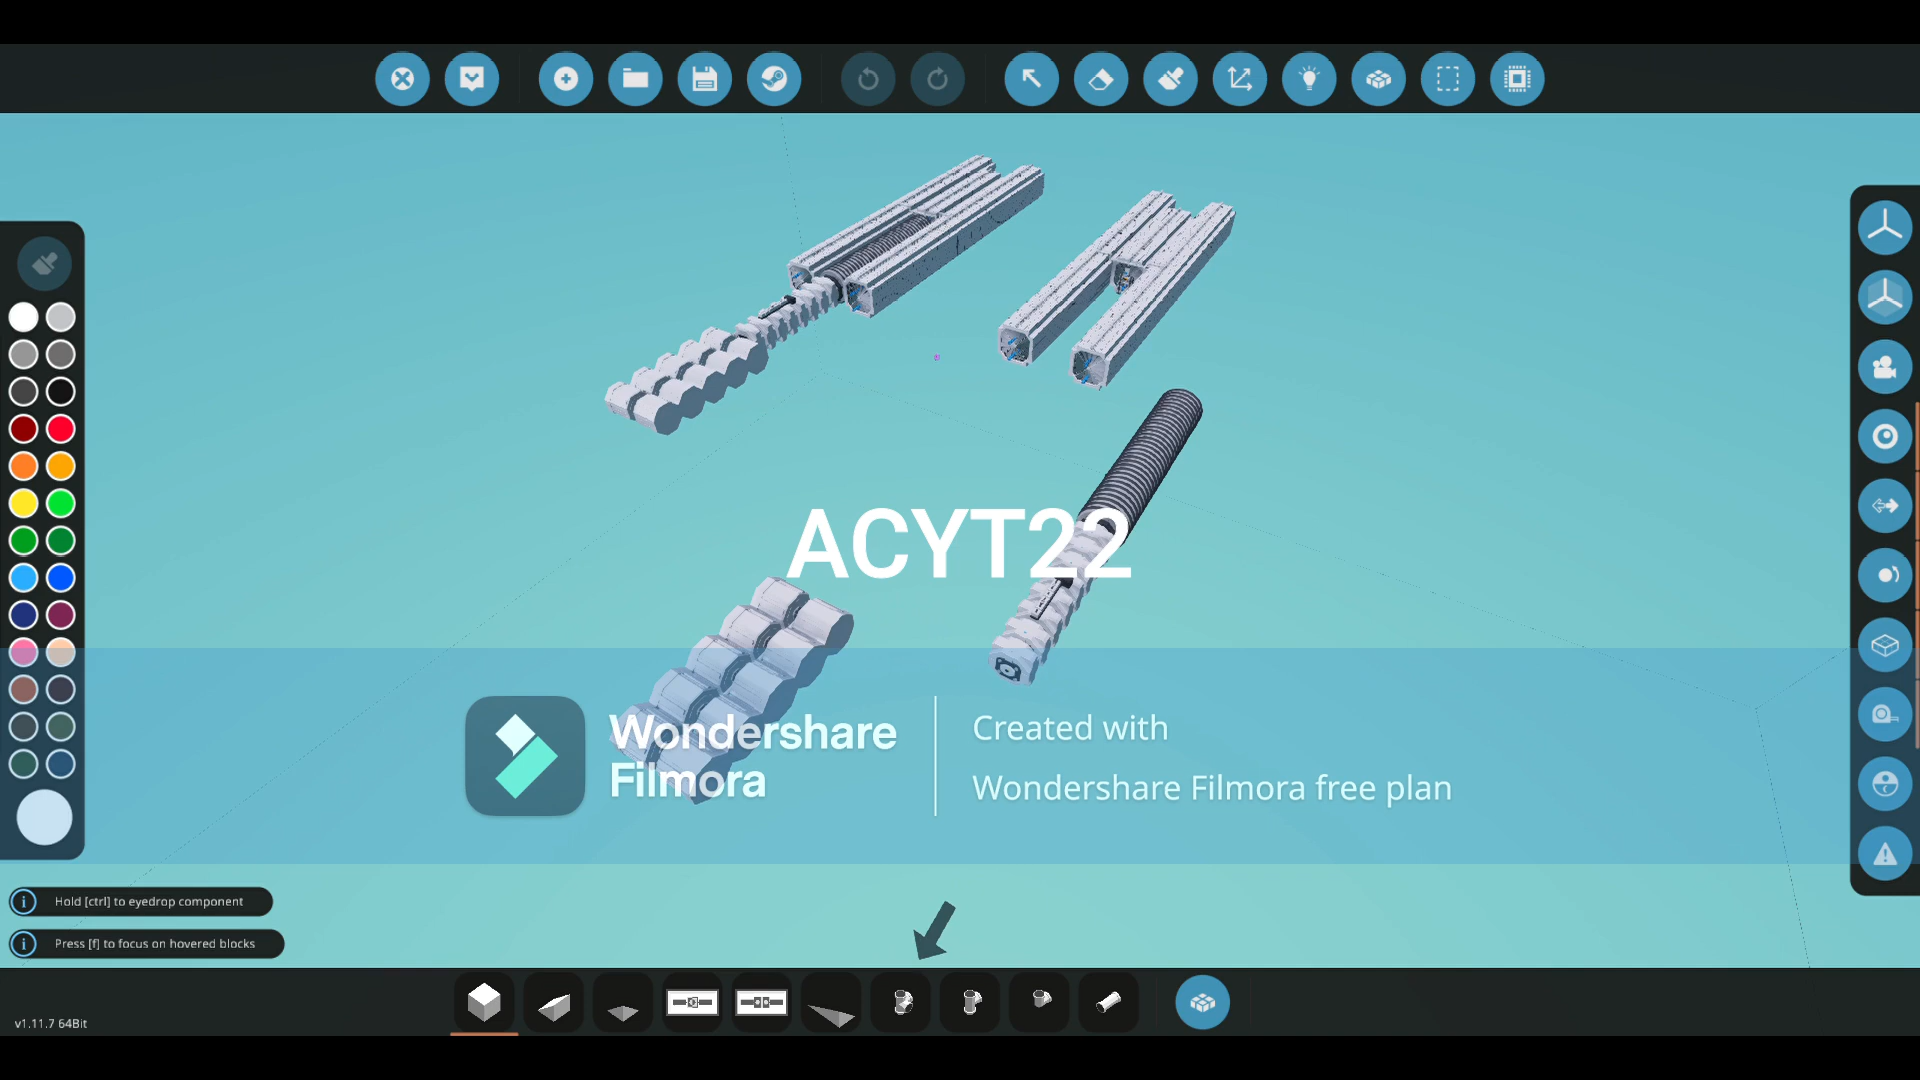 ACYT22
Wondershare
Filmora
Created with
Wondershare Filmora free plan
Hold [ctrl] to eyedrop component
Press [f] to focus on hovered blocks
v1.11.7 64Bit